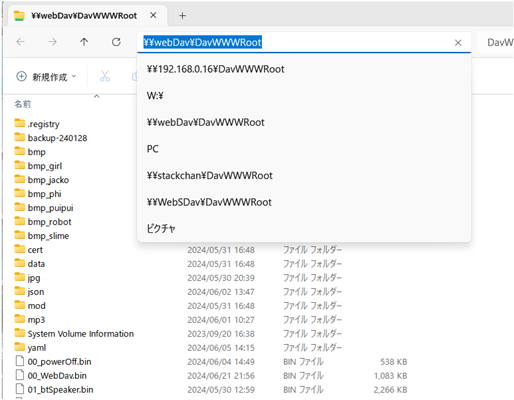 ¥¥webDav¥DavWWWRoot
¥¥webDav¥DavWWWRoot
DavW
¥¥192.168.0.16¥DavWWWRoot
W:¥
¥¥webDav¥DavWWWRoot
PC
¥¥stackchan¥DavWWWRoot
¥¥WebSDav¥DavWWWRoot
ピクチャ
新規作成
名前
.registry
backup-240128
bmp
bmp_girl
bmp_jacko
bmp_phi
bmp_puipui
bmp_robot
bmp_slime
cert 2024/05/31 16:48 ファイル フォルダー
data 2024/05/31 16:48 ファイル フォルダー
jpg 2024/05/30 20:39 ファイル フォルダー
json 2024/06/02 13:47 ファイル フォルダー
mod 2024/05/31 16:48 ファイル フォルダー
mp3 2024/06/01 10:27 ファイル フォルダー
System Volume Information 2023/09/20 16:38 ファイル フォルダー
yaml 2024/06/05 14:15 ファイル フォルダー
00_powerOff.bin 2024/06/04 14:49 BIN ファイル 538 KB
00_WebDav.bin 2024/06/21 21:56 BIN ファイル 1,083 KB
01_btSpeaker.bin 2024/05/30 12:59 BIN ファイル 2,266 KB